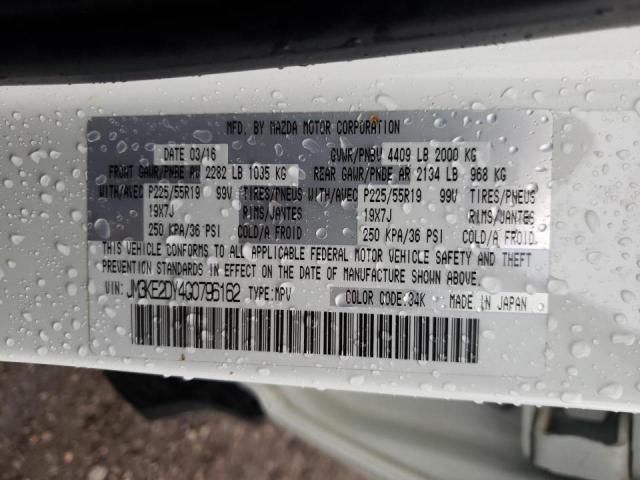 MFD. BY MAZDA MOTOR CORPORATION
DATE 03/16 GVWR/PNBV 4409 LB 2000 KG
FRONT GAWR/PNBE AV 2282 LB 1035 KG REAR GAWR/PNBE AR 2134 LB 968 KG
WITH/AVEC P225/55R19 99V TIRES/PNEUS WITH/AVEC P225/55R19 99V TIRES/PNEUS
19X7J RIMS/JANTES 19X7J RIMS/JANTES
250 KPA/36 PSI COLD/A FROID 250 KPA/36 PSI COLD/A FROID
THIS VEHICLE CONFORMS TO ALL APPLICABLE FEDERAL MOTOR VEHICLE SAFETY AND
THEFT PREVENTION STANDARDS IN EFFECT ON THE DATE OF MANUFACTURE SHOWN ABOVE.
VIN: JM3KE2DY4G0796162 TYPE:MPV COLOR CODE:34K MADE IN JAPAN